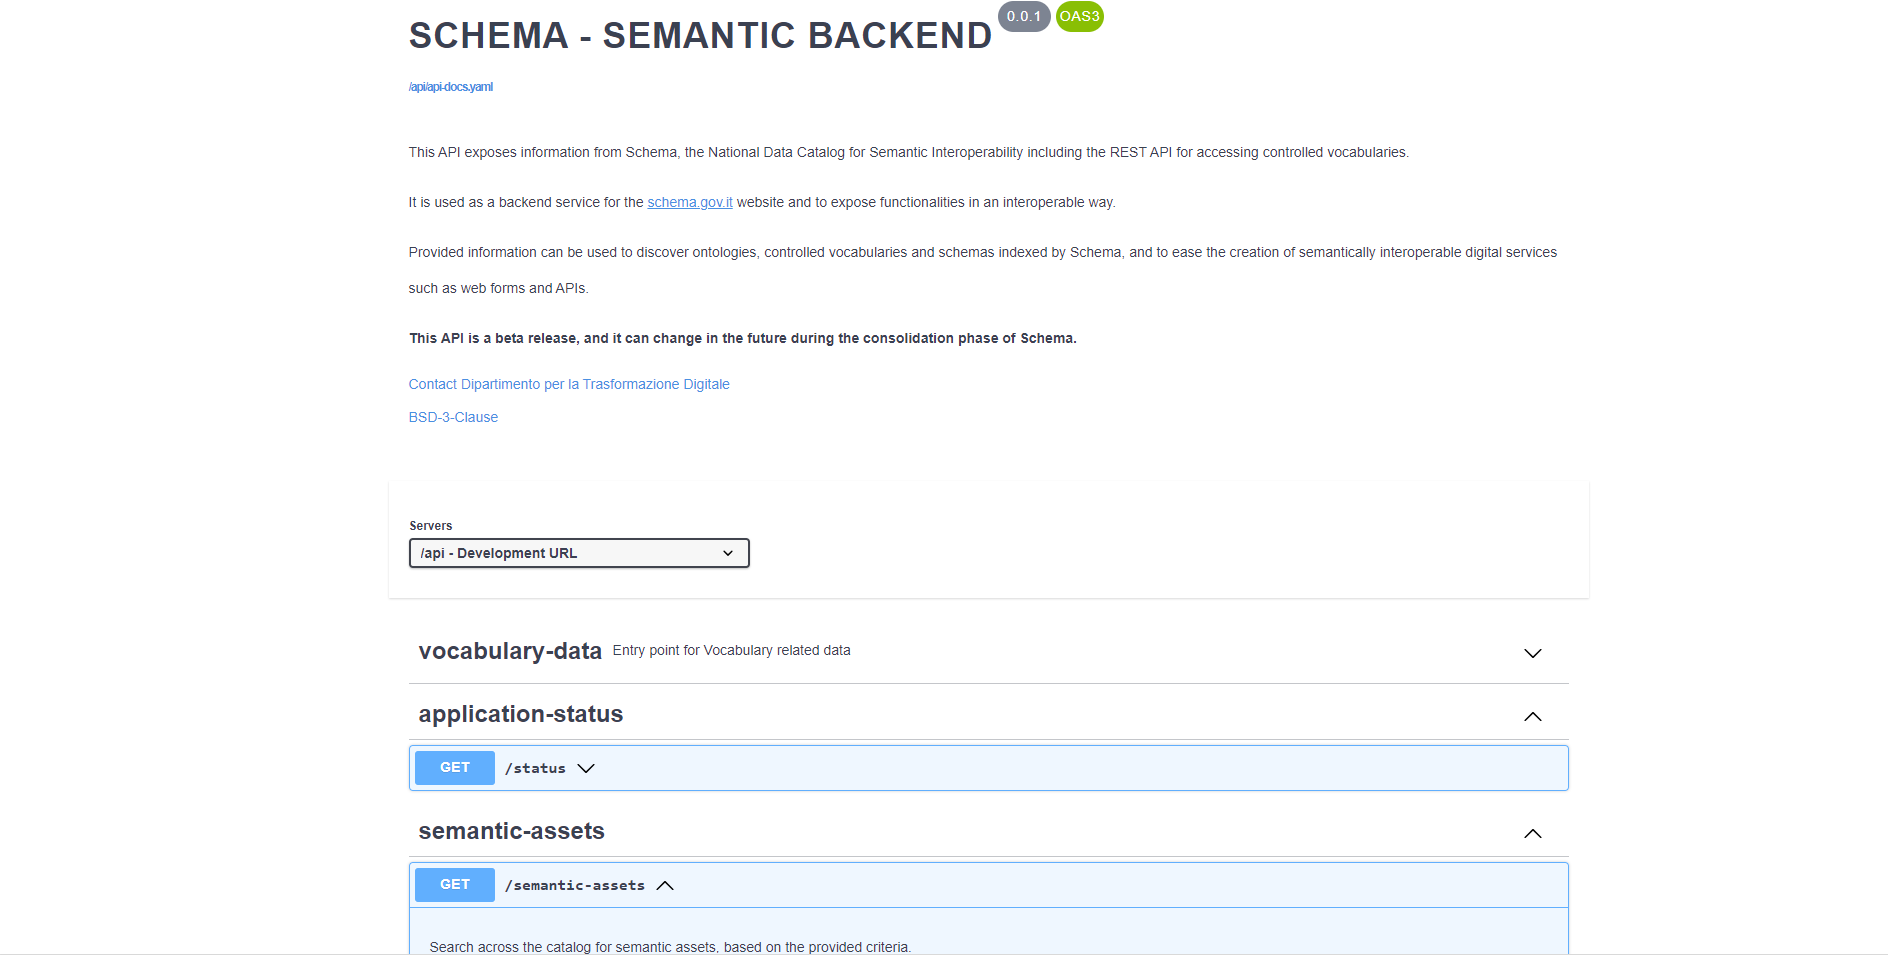 SCHEMA - SEMANTIC BACKEND 0.0.1 OAS3
/api/api-docs.yaml
This API exposes information from Schema, the National Data Catalog for Semantic Interoperability including the REST API for accessing controlled vocabularies.
It is used as a backend service for the schema.gov.it website and to expose functionalities in an interoperable way.
Provided information can be used to discover ontologies, controlled vocabularies and schemas indexed by Schema, and to ease the creation of semantically interoperable digital services
such as web forms and APIs.
This API is a beta release, and it can change in the future during the consolidation phase of Schema.
Contact Dipartimento per la Trasformazione Digitale
BSD-3-Clause
Servers
/api - Development URL
vocabulary-data Entry point for Vocabulary related data
application-status
GET /status
semantic-assets
GET /semantic-assets
Search across the catalog for semantic assets, based on the provided criteria.